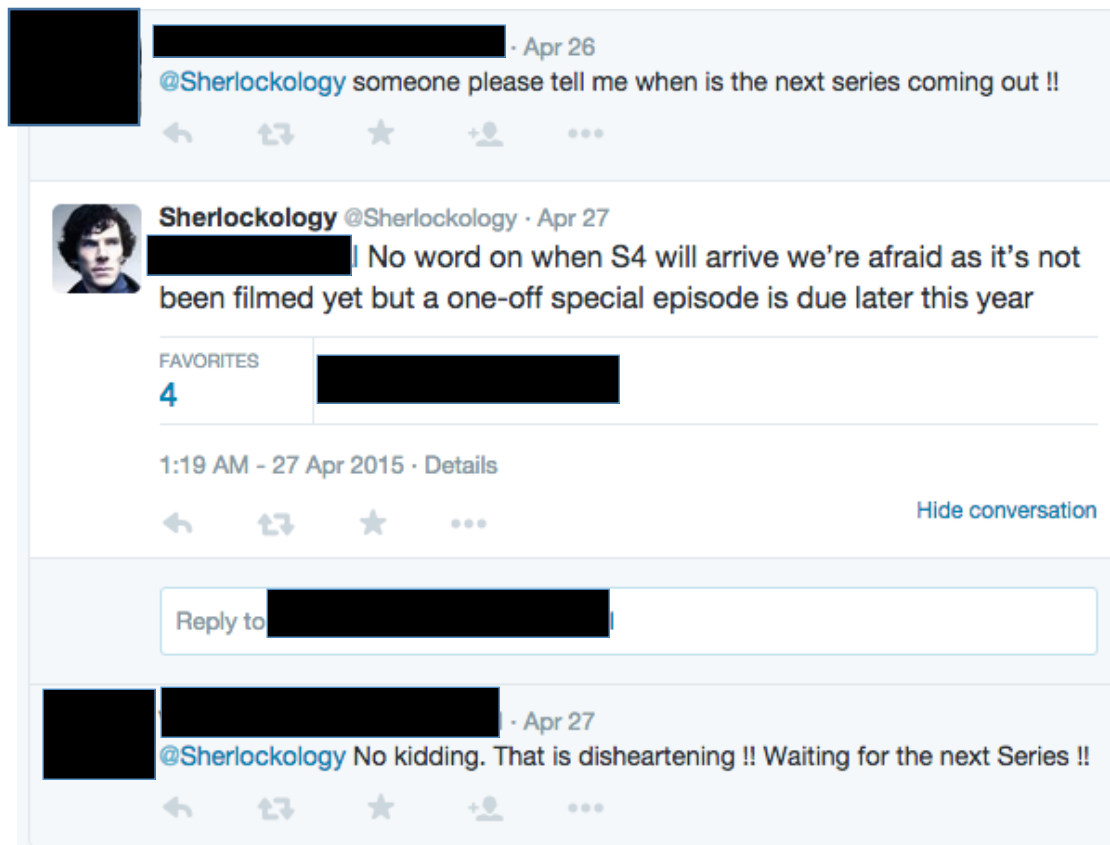 · Apr 26
@Sherlockology someone please tell me when is the next series coming out !!
Sherlockology @Sherlockology · Apr 27
No word on when S4 will arrive we're afraid as it's not
been filmed yet but a one-off special episode is due later this year
FAVORITES
4
1:19 AM - 27 Apr 2015 · Details
Hide conversation
Reply to
· Apr 27
@Sherlockology No kidding. That is disheartening !! Waiting for the next Series !!